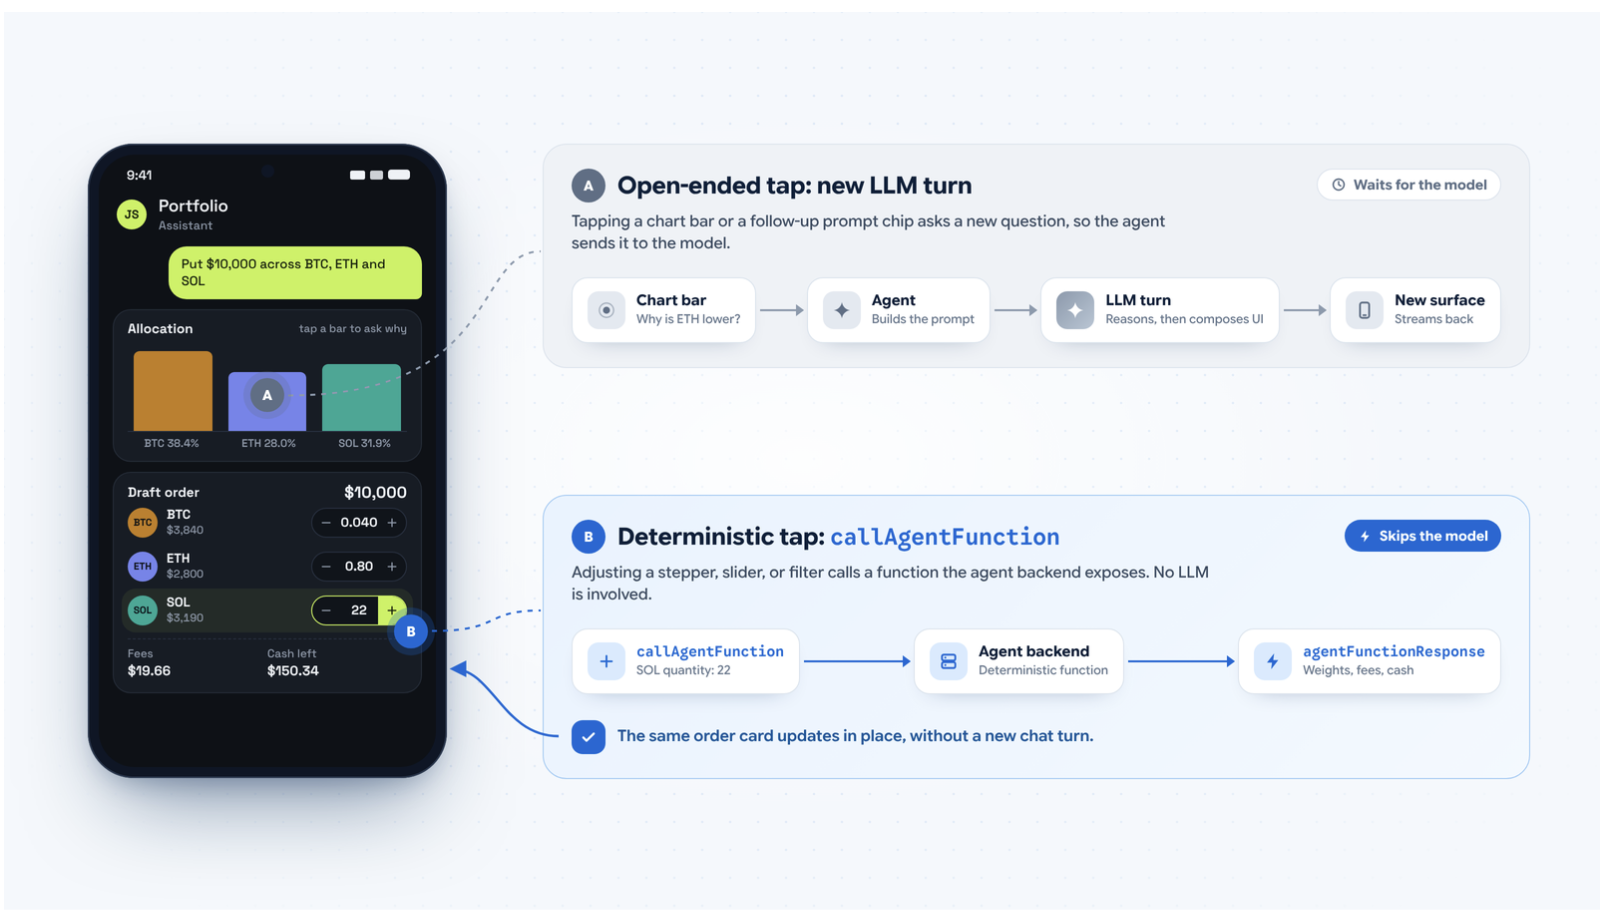 9:41
JS
Portfolio
Assistant
Put $10,000 across BTC, ETH and
SOL
Allocation
tap a bar to ask why
A
BTC 38.4%
ETH 28.0%
SOL 31.9%
Draft order
$10,000
BTC
BTC
$3,840
− 0.040 +
ETH
ETH
$2,800
− 0.80 +
SOL
SOL
$3,190
− 22 +
B
Fees
Cash left
$19.66
$150.34
A
Open-ended tap: new LLM turn
Waits for the model
Tapping a chart bar or a follow-up prompt chip asks a new question, so the agent
sends it to the model.
Chart bar
Why is ETH lower?
Agent
Builds the prompt
LLM turn
Reasons, then composes UI
New surface
Streams back
B
Deterministic tap: callAgentFunction
Skips the model
Adjusting a stepper, slider, or filter calls a function the agent backend exposes. No LLM
is involved.
callAgentFunction
SOL quantity: 22
Agent backend
Deterministic function
agentFunctionResponse
Weights, fees, cash
The same order card updates in place, without a new chat turn.